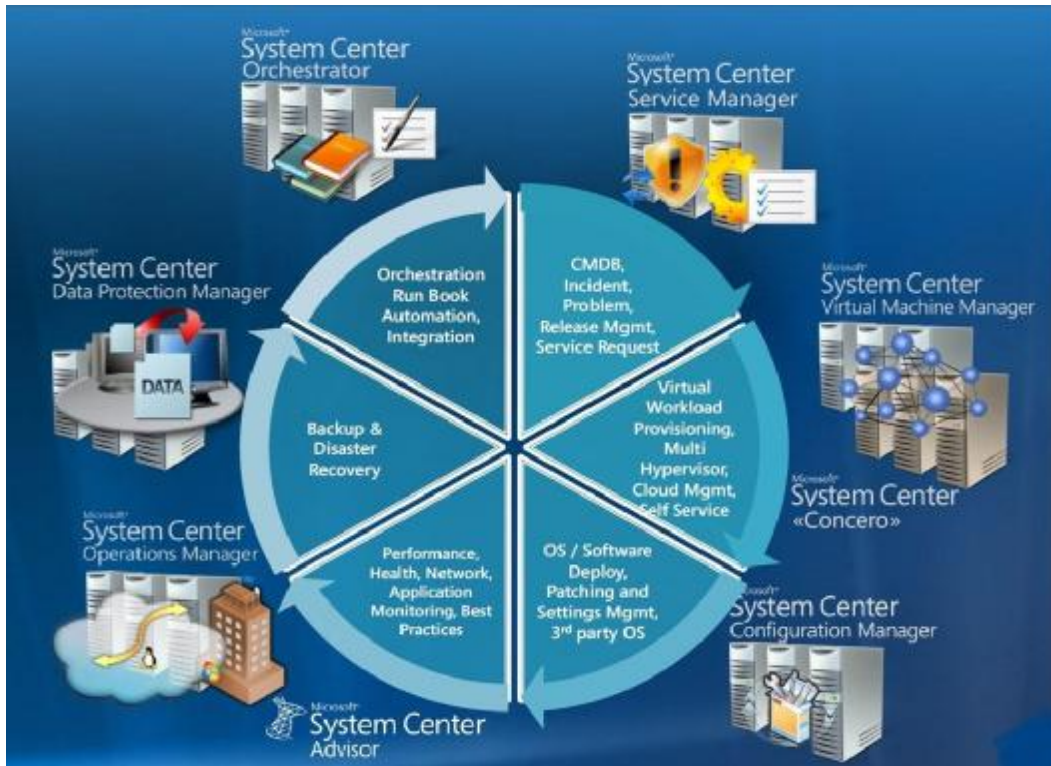 Microsoft®
System Center
Orchestrator
Microsoft®
System Center
Service Manager
Microsoft®
System Center
Data Protection Manager
Microsoft®
System Center
Virtual Machine Manager
Orchestration
Run Book
Automation,
Integration
CMDB,
Incident,
Problem,
Release Mgmt,
Service Request
DATA
Backup &
Disaster
Recovery
Virtual
Workload
Provisioning,
Multi
Hypervisor,
Cloud Mgmt,
Self Service
Microsoft®
System Center
«Concero»
Microsoft®
System Center
Operations Manager
Performance,
Health, Network,
Application
Monitoring, Best
Practices
OS / Software
Deploy,
Patching and
Settings Mgmt,
3rd party OS
Microsoft®
System Center
Configuration Manager
Microsoft®
System Center
Advisor